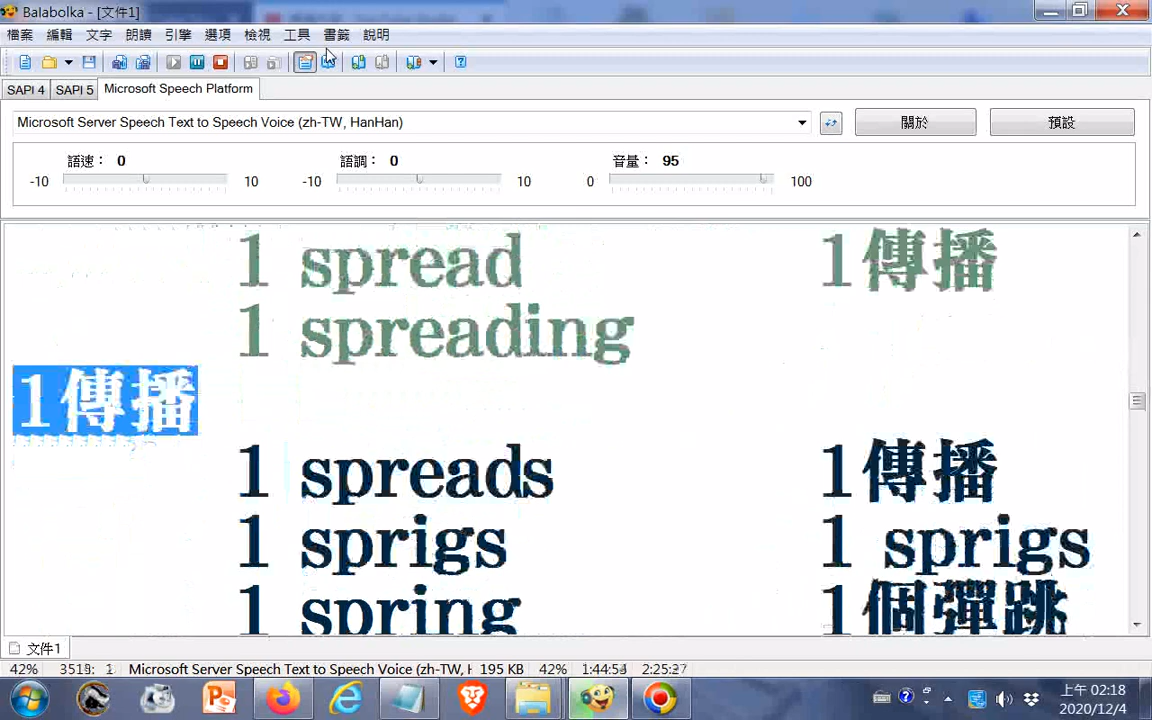 Balabolka - [文件1]
檔案 編輯 文字 朗讀 引擎 選項 檢視 工具 書籤 說明
SAPI 4 SAPI 5 Microsoft Speech Platform
Microsoft Server Speech Text to Speech Voice (zh-TW, HanHan) 關於 預設
語速： 0 語調： 0 音量： 95
-10 10 -10 10 0 100
1 spread 1傳播
1 spreading
1傳播
1 spreads 1傳播
1 sprigs 1 sprigs
1 spring 1個彈跳
文件1
42% Microsoft Server Speech Text to Speech Voice (zh-TW, H 195 KB 42% 1:44:54 2:25:27
上午 02:18
2020/12/4